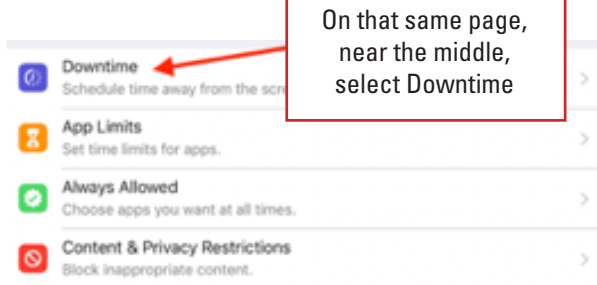 On that same page,
near the middle,
select Downtime
Downtime
Schedule time away from the scre
App Limits
Set time limits for apps.
Always Allowed
Choose apps you want at all times.
Content & Privacy Restrictions
Block inappropriate content.